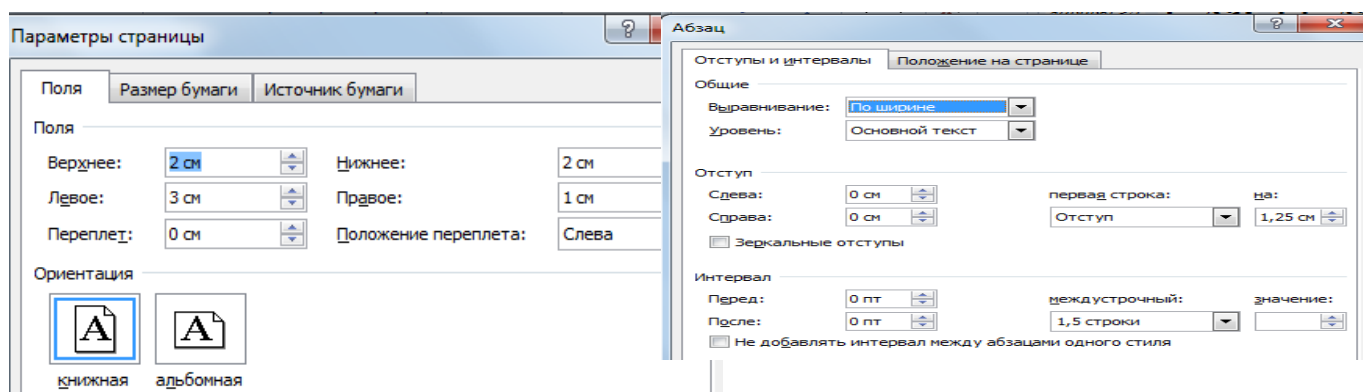 Параметры страницы
Поля Размер бумаги Источник бумаги
Поля
Верхнее: 2 см Нижнее: 2 см
Левое: 3 см Правое: 1 см
Переплет: 0 см Положение переплета: Слева
Ориентация
A A
книжная альбомная
Абзац
Отступы и интервалы Положение на странице
Общие
Выравнивание: По ширине
Уровень: Основной текст
Отступ
Слева: 0 см первая строка: на:
Справа: 0 см Отступ 1,25 см
Зеркальные отступы
Интервал
Перед: 0 пт междустрочный: значение:
После: 0 пт 1,5 строки
Не добавлять интервал между абзацами одного стиля